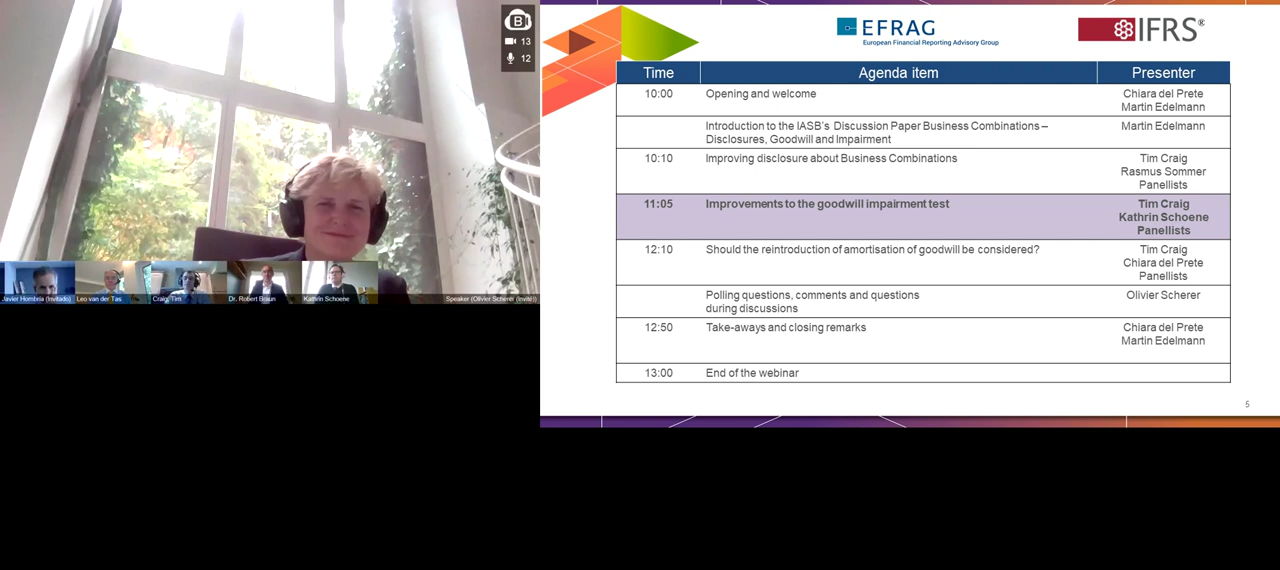 B
13
12
Javier Hombria (Invitado)
Leo van der Tas
Craig, Tim
Dr. Robert Braun
Kathrin Schoene
Speaker (Olivier Scherer (Invité))
EFRAG
European Financial Reporting Advisory Group
IFRS®
Time Agenda item Presenter
10:00 Opening and welcome Chiara del Prete
Martin Edelmann
Introduction to the IASB's Discussion Paper Business Combinations – Martin Edelmann
Disclosures, Goodwill and Impairment
10:10 Improving disclosure about Business Combinations Tim Craig
Rasmus Sommer
Panellists
11:05 Improvements to the goodwill impairment test Tim Craig
Kathrin Schoene
Panellists
12:10 Should the reintroduction of amortisation of goodwill be considered? Tim Craig
Chiara del Prete
Panellists
Polling questions, comments and questions Olivier Scherer
during discussions
12:50 Take-aways and closing remarks Chiara del Prete
Martin Edelmann
13:00 End of the webinar
5